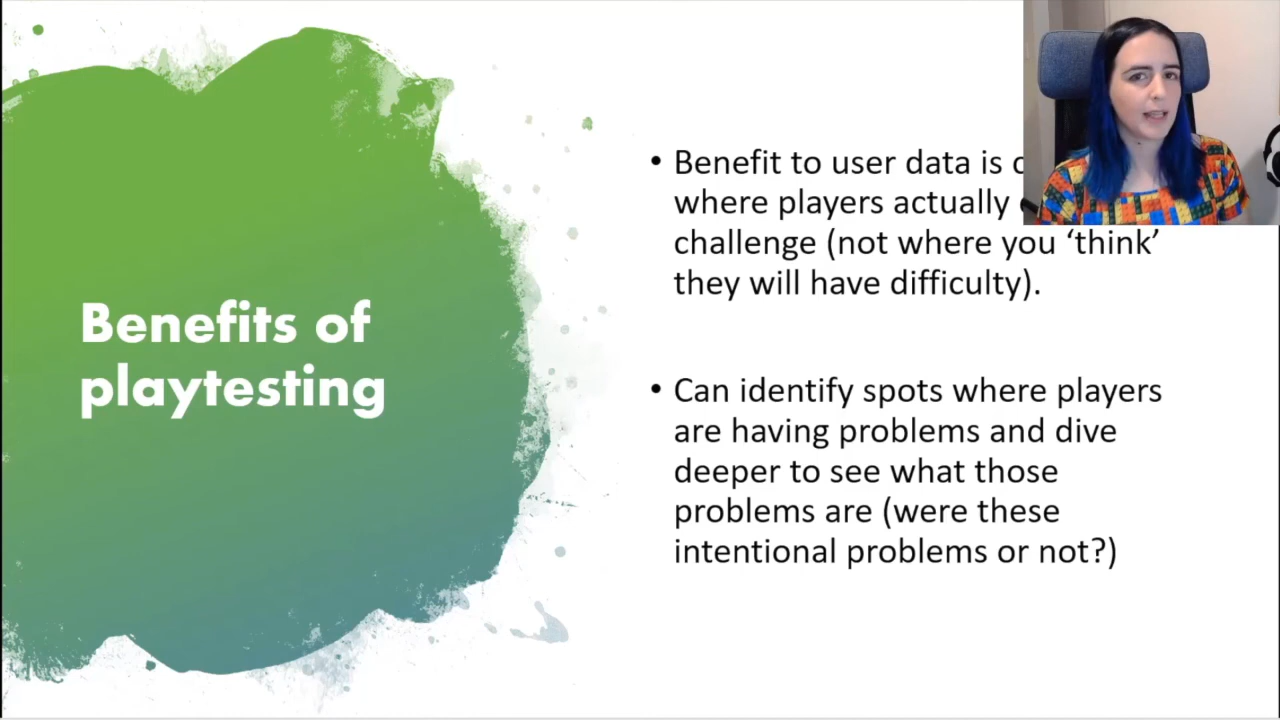 Benefits of
playtesting
• Benefit to user data is
where players actually
challenge (not where you ‘think’
they will have difficulty).
• Can identify spots where players
are having problems and dive
deeper to see what those
problems are (were these
intentional problems or not?)